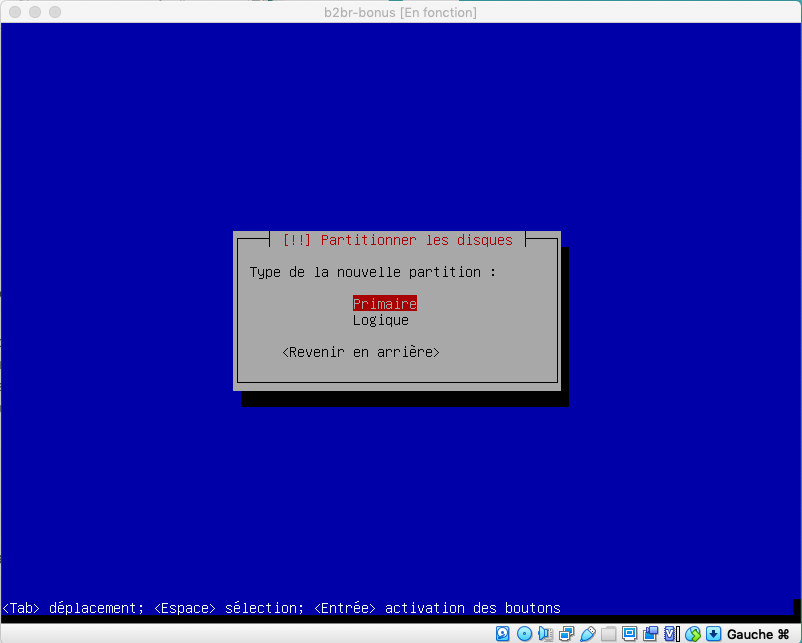 b2br-bonus [En fonction]
[!!] Partitionner les disques
Type de la nouvelle partition :
Primaire
Logique
<Revenir en arrière>
<Tab> déplacement; <Espace> sélection; <Entrée> activation des boutons
Gauche ⌘